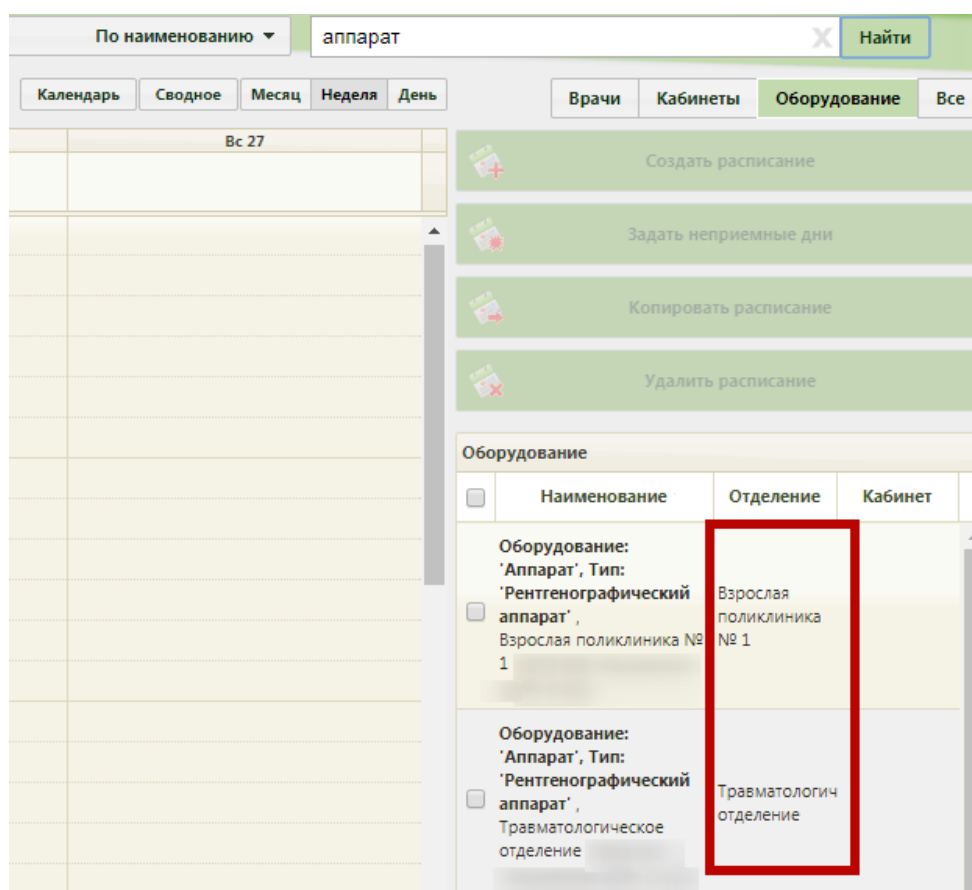 По наименованию
аппарат
X
Найти
Календарь
Сводное
Месяц
Неделя
День
Врачи
Кабинеты
Оборудование
Все
Вс 27
Создать расписание
Задать неприемные дни
Копировать расписание
Удалить расписание
Оборудование
Наименование
Отделение
Кабинет
Оборудование:
'Аппарат', Тип:
'Рентгенографический
аппарат' ,
Взрослая поликлиника №
1
Взрослая
поликлиника
№ 1
Оборудование:
'Аппарат', Тип:
'Рентгенографический
аппарат' ,
Травматологическое
отделение
Травматологич
отделение